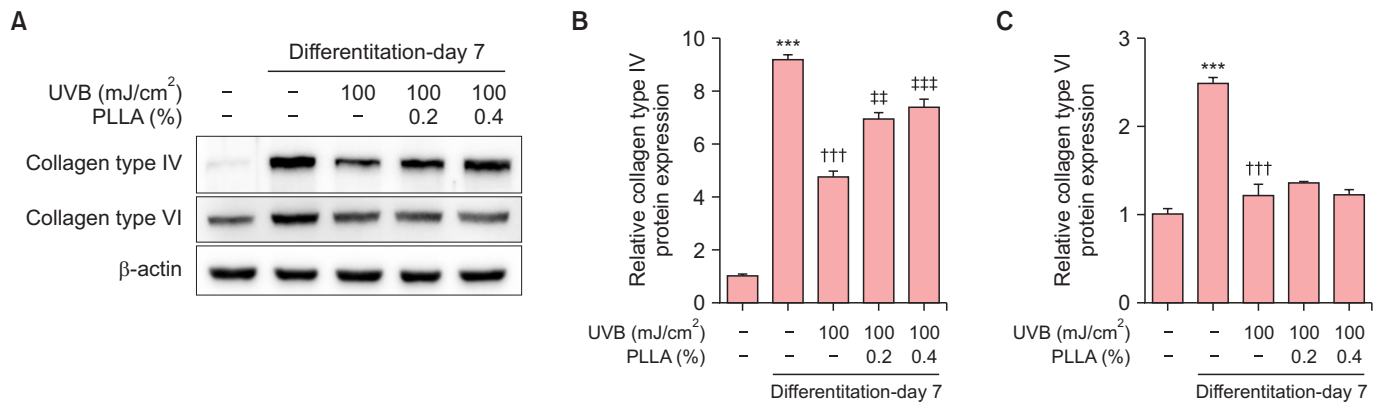 A
Differentitation-day 7
UVB (mJ/cm²) – – 100 100 100
PLLA (%) – – – 0.2 0.4
Collagen type IV
Collagen type VI
β-actin
B
Relative collagen type IV
protein expression
10
8
6
4
2
0
***
†††
‡‡
‡‡‡
UVB (mJ/cm²) – – 100 100 100
PLLA (%) – – – 0.2 0.4
Differentitation-day 7
C
Relative collagen type VI
protein expression
3
2
1
0
***
†††
UVB (mJ/cm²) – – 100 100 100
PLLA (%) – – – 0.2 0.4
Differentitation-day 7